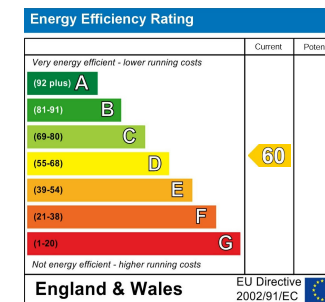 Energy Efficiency Rating
Current Poten
Very energy efficient - lower running costs
(92 plus) A
(81-91) B
(69-80) C
(55-68) D
60
(39-54) E
(21-38) F
(1-20) G
Not energy efficient - higher running costs
England & Wales
EU Directive
2002/91/EC